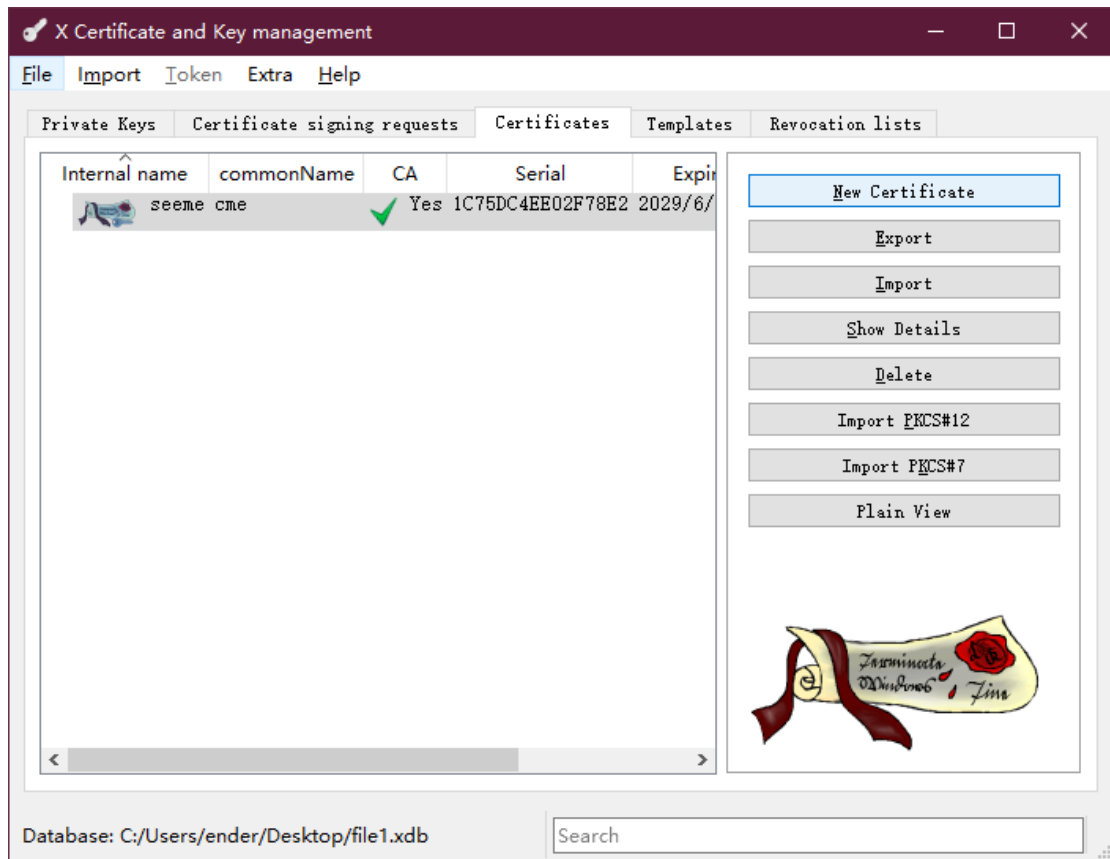 X Certificate and Key management
File Import Token Extra Help
Private Keys Certificate signing requests Certificates Templates Revocation lists
Internal name commonName CA Serial Expir
seeme cme Yes 1C75DC4EE02F78E2 2029/6/
New Certificate
Export
Import
Show Details
Delete
Import PKCS#12
Import PKCS#7
Plain View
Database: C:/Users/ender/Desktop/file1.xdb Search